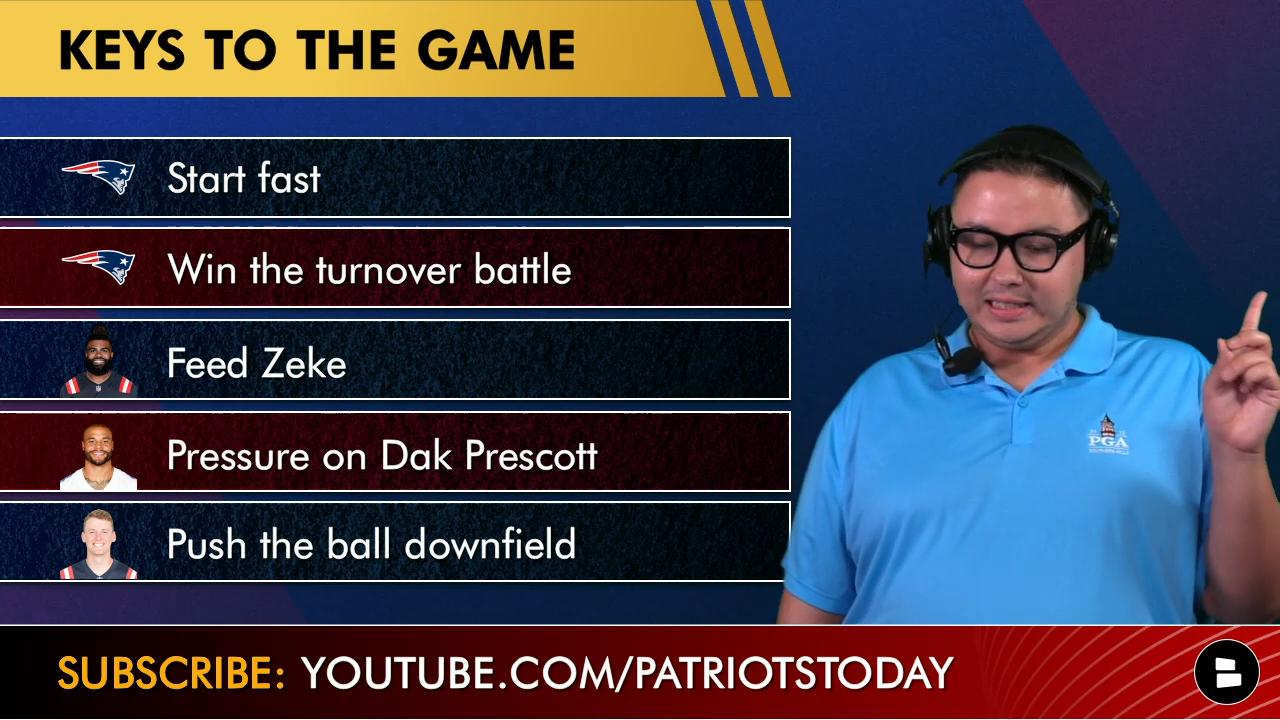 KEYS TO THE GAME
Start fast
Win the turnover battle
Feed Zeke
Pressure on Dak Prescott
Push the ball downfield
PGA
SUBSCRIBE: YOUTUBE.COM/PATRIOTSTODAY